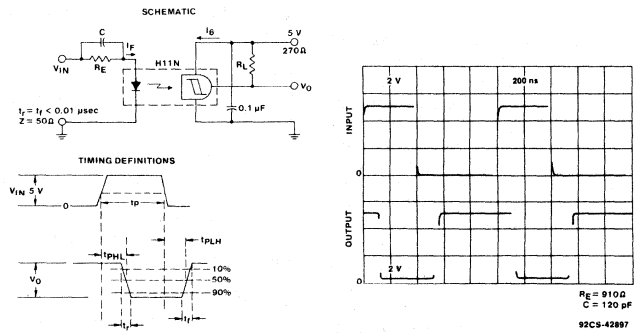 SCHEMATIC
C
IF
I6
5 V
270Ω
VIN
RE
H11N
RL
VO
tr = tf < 0.01 μsec
Z = 50Ω
0.1 μF
TIMING DEFINITIONS
VIN 5 V
0
tp
tPHL
tPLH
VO
10%
50%
90%
tf
tr
2 V
200 ns
INPUT
0
OUTPUT
2 V
0
RE = 910Ω
C = 120 pF
92CS-42897